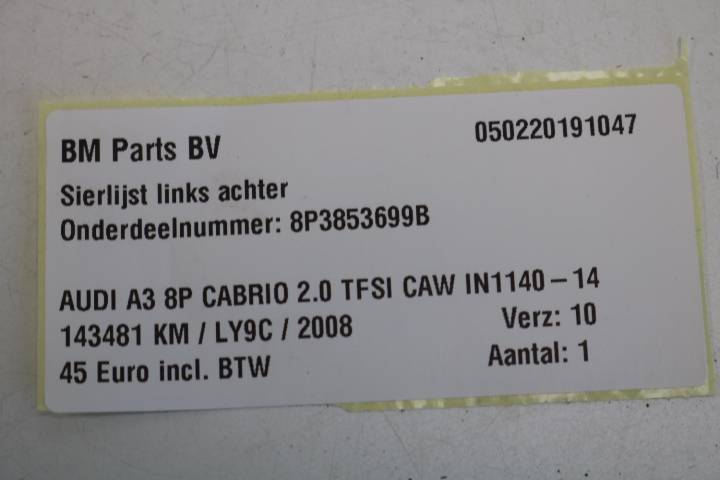 BM Parts BV 050220191047
Sierlijst links achter
Onderdeelnummer: 8P3853699B
AUDI A3 8P CABRIO 2.0 TFSI CAW IN1140-14
143481 KM / LY9C / 2008 Verz: 10
45 Euro incl. BTW Aantal: 1